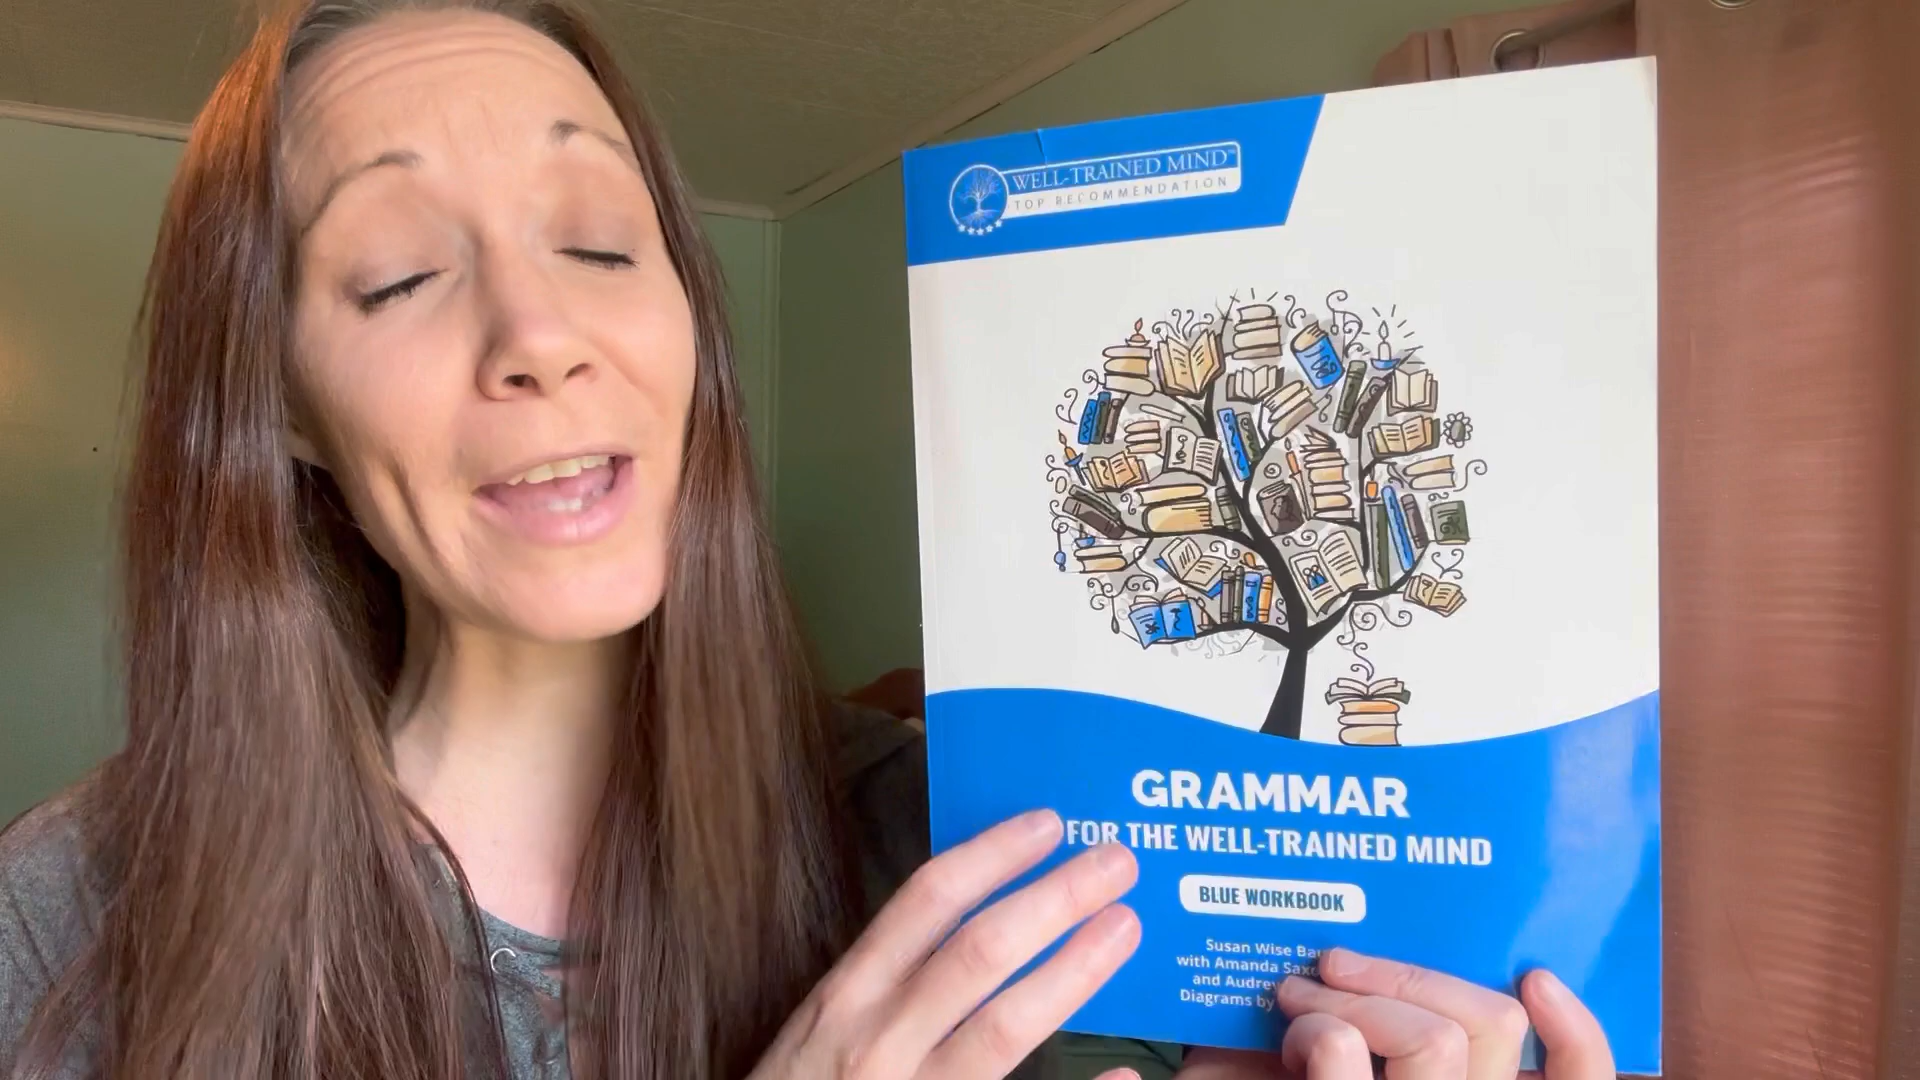 WELL-TRAINED MIND™
TOP RECOMMENDATION
GRAMMAR
FOR THE WELL-TRAINED MIND
BLUE WORKBOOK
Susan Wise
with Amanda
and
Diagrams by